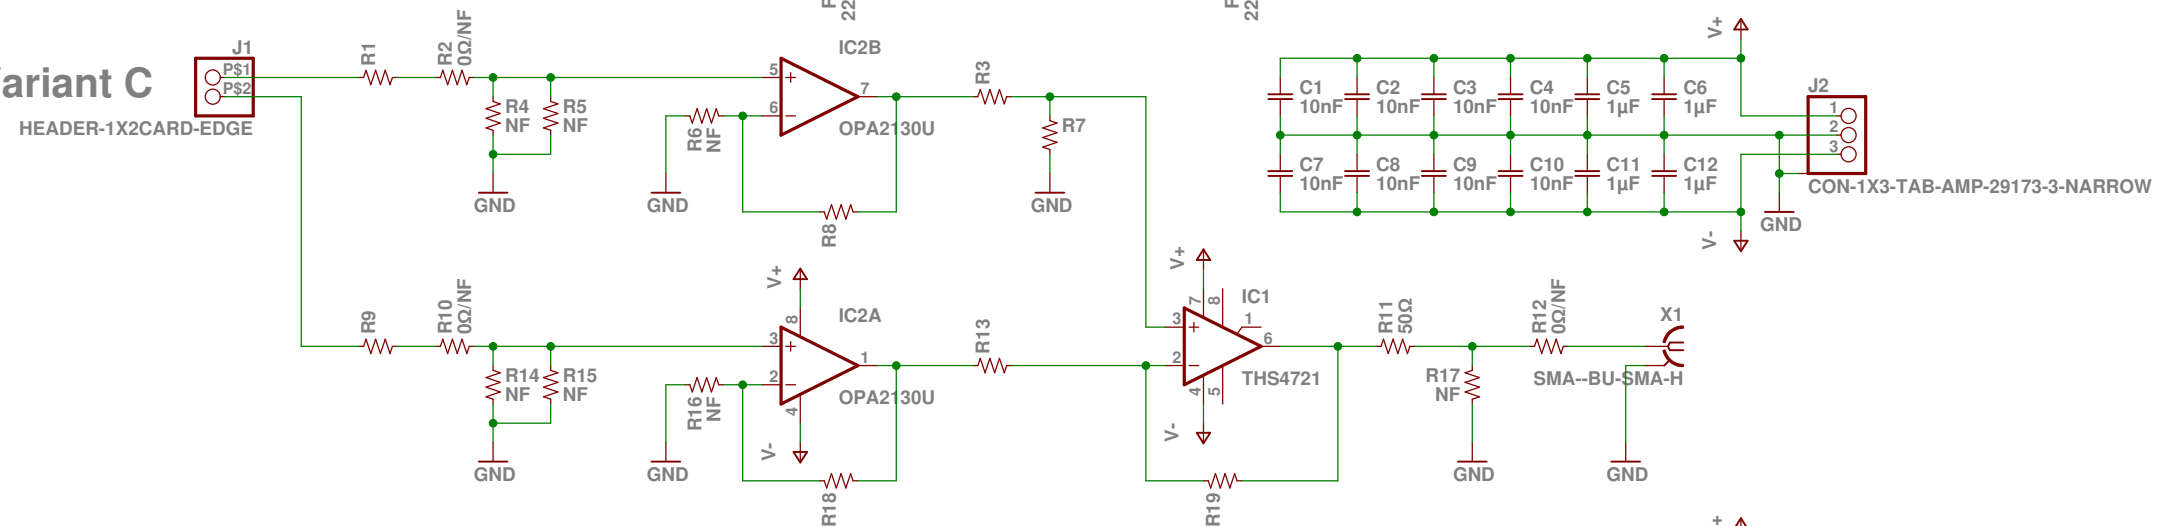 22
22
ariant C
J1
P$1
P$2
HEADER-1X2CARD-EDGE
R1
R2
0Ω/NF
R4
NF
R5
NF
GND
R6
NF
GND
IC2B
5
6
7
OPA2130U
R8
R3
R7
GND
V+
C1
10nF
C2
10nF
C3
10nF
C4
10nF
C5
1µF
C6
1µF
C7
10nF
C8
10nF
C9
10nF
C10
10nF
C11
1µF
C12
1µF
V-
GND
J2
1
2
3
CON-1X3-TAB-AMP-29173-3-NARROW
R9
R10
0Ω/NF
R14
NF
R15
NF
GND
R16
NF
GND
V+
IC2A
8
3
2
1
4
OPA2130U
V-
R18
R13
V+
IC1
7
8
1
3
2
6
4
5
THS4721
V-
R19
R11
50Ω
R17
NF
GND
R12
0Ω/NF
X1
SMA--BU-SMA-H
GND